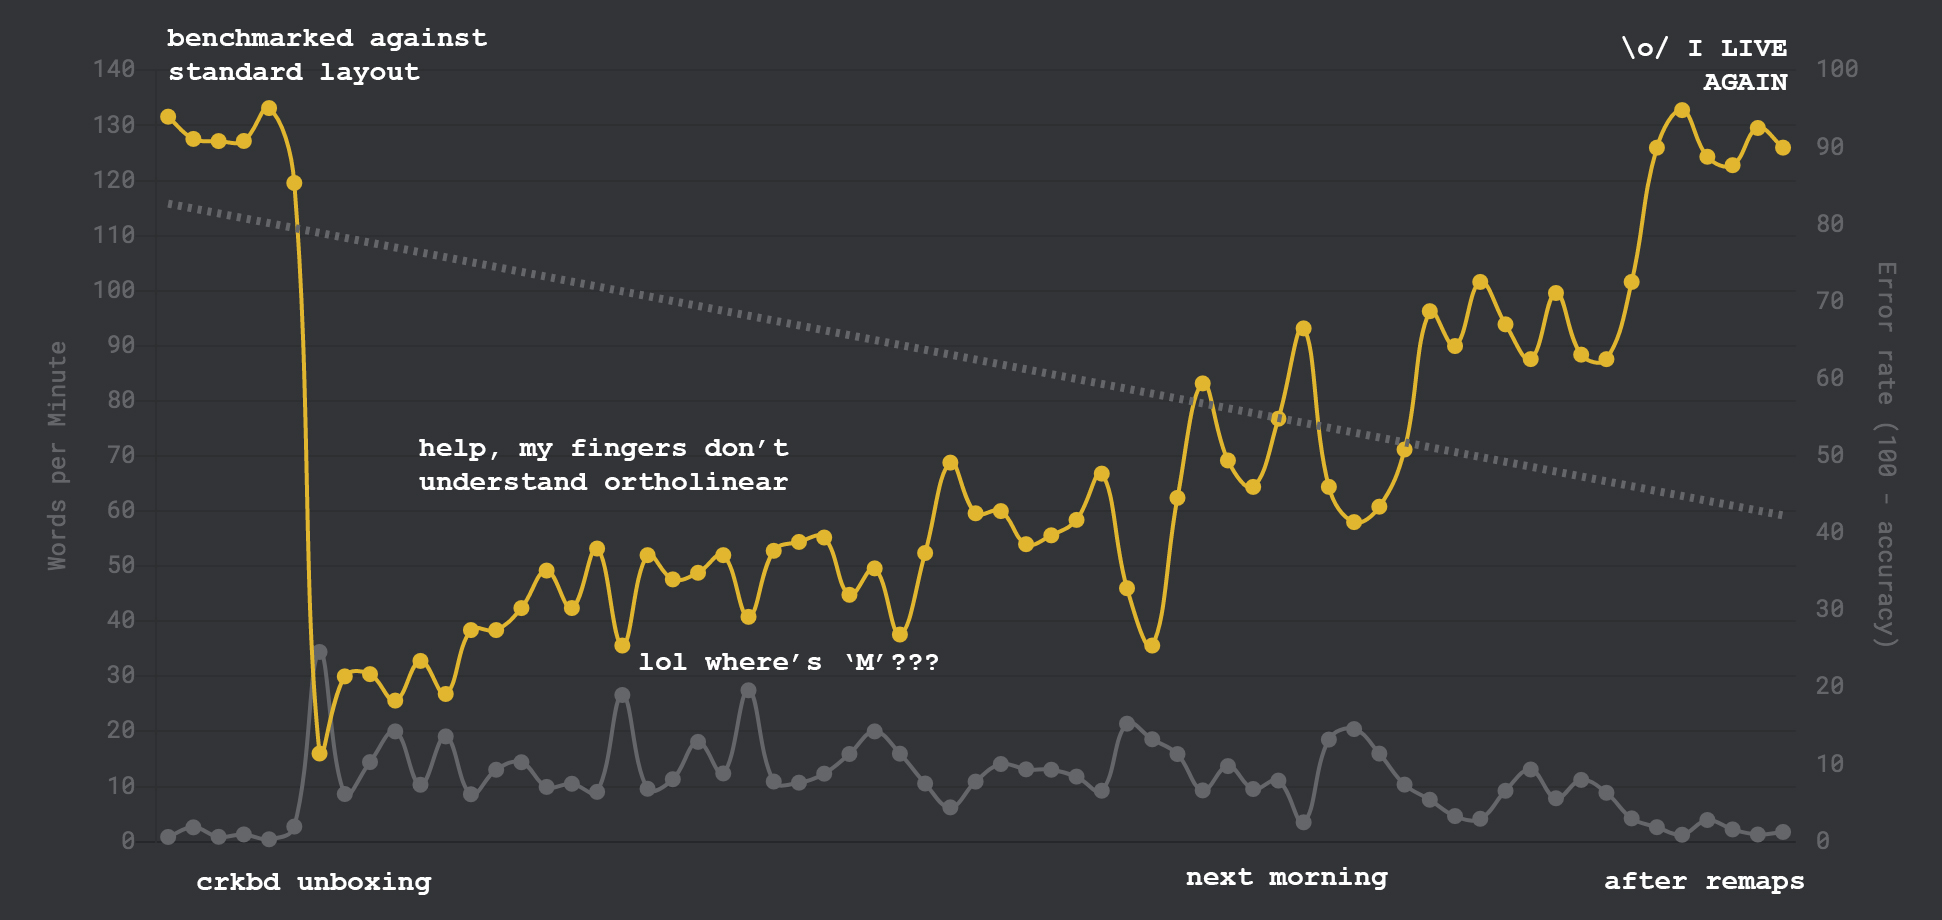 benchmarked against
standard layout
\o/ I LIVE
AGAIN
140
130
120
110
100
90
80
70
60
50
40
30
20
10
0
Words per Minute
help, my fingers don’t
understand ortholinear
lol where’s ‘M’???
100
90
80
70
60
50
40
30
20
10
0
Error rate (100 - accuracy)
crkbd unboxing
next morning
after remaps